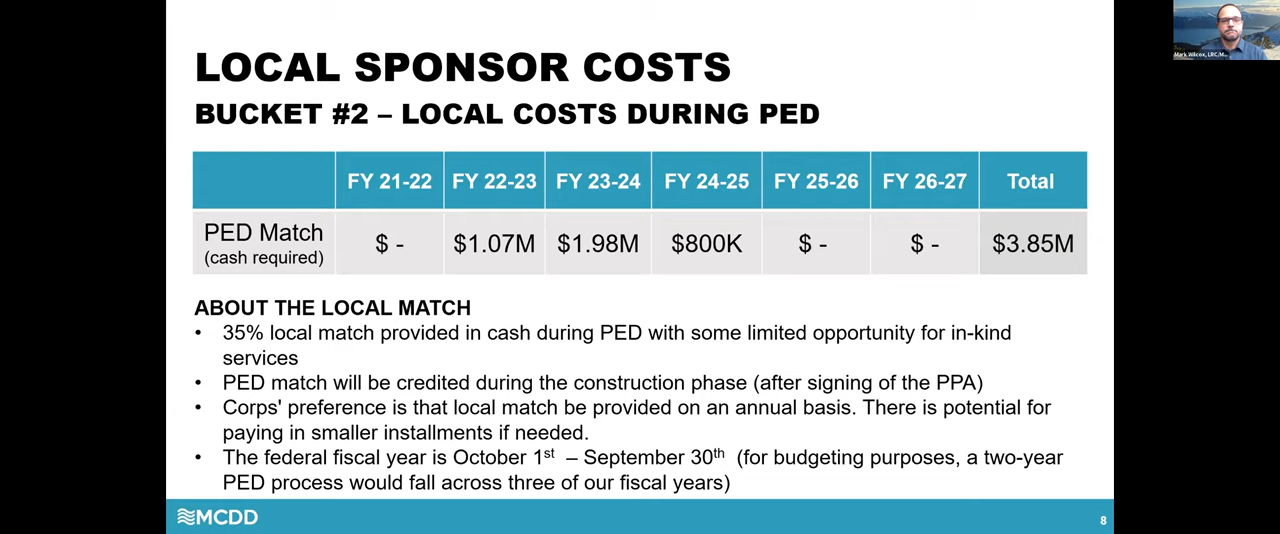 LOCAL SPONSOR COSTS
BUCKET #2 – LOCAL COSTS DURING PED
FY 21-22 FY 22-23 FY 23-24 FY 24-25 FY 25-26 FY 26-27 Total
PED Match
(cash required)
$ - $1.07M $1.98M $800K $ - $ - $3.85M
ABOUT THE LOCAL MATCH
• 35% local match provided in cash during PED with some limited opportunity for in-kind
services
• PED match will be credited during the construction phase (after signing of the PPA)
• Corps' preference is that local match be provided on an annual basis. There is potential for
paying in smaller installments if needed.
• The federal fiscal year is October 1st – September 30th (for budgeting purposes, a two-year
PED process would fall across three of our fiscal years)
MCDD
8
Mark Wilcox, LRC/M...